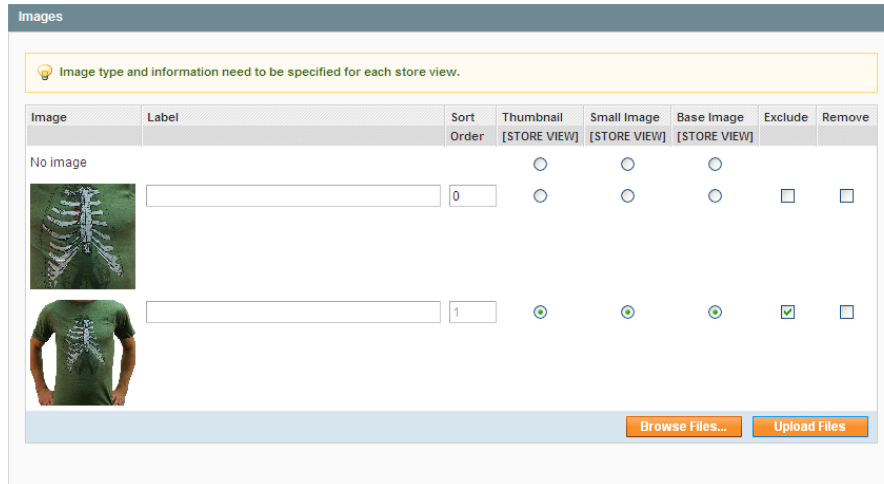 Images
Image type and information need to be specified for each store view.
Image Label Sort Order Thumbnail [STORE VIEW] Small Image [STORE VIEW] Base Image [STORE VIEW] Exclude Remove
No image
0
1
Browse Files... Upload Files